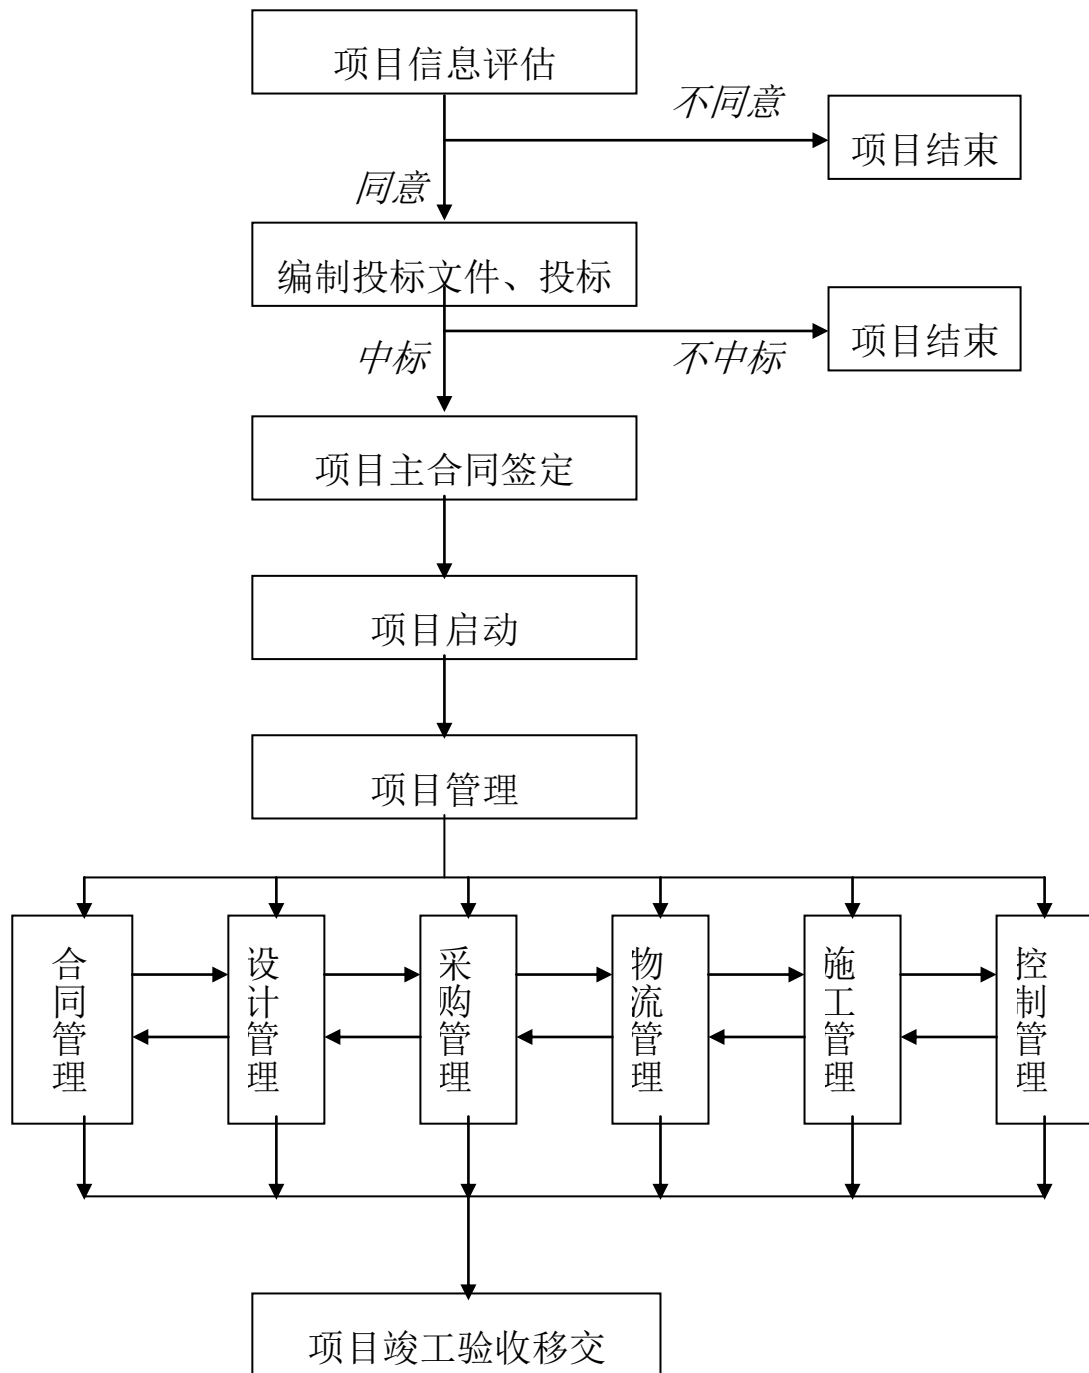 项目信息评估
不同意
项目结束
同意
编制投标文件、投标
项目结束
中标
不中标
项目主合同签定
项目启动
项目管理
合同管理
设计管理
采购管理
物流管理
施工管理
控制管理
项目竣工验收移交